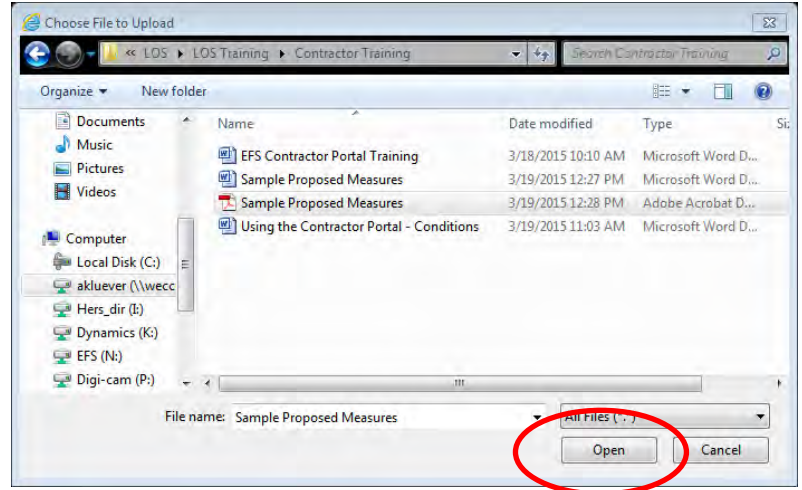 Choose File to Upload
« LOS ▸ LOS Training ▸ Contractor Training Search Contractor Training
Organize ▾ New folder
Documents
Music
Pictures
Videos
Computer
Local Disk (C:)
akluever (\\wecc
Hers_dir (I:)
Dynamics (K:)
EFS (N:)
Digi-cam (P:)
Name Date modified Type Si
EFS Contractor Portal Training 3/18/2015 10:10 AM Microsoft Word D...
Sample Proposed Measures 3/19/2015 12:27 PM Microsoft Word D...
Sample Proposed Measures 3/19/2015 12:28 PM Adobe Acrobat D...
Using the Contractor Portal - Conditions 3/19/2015 11:03 AM Microsoft Word D...
File name: Sample Proposed Measures All Files (*.*)
Open Cancel